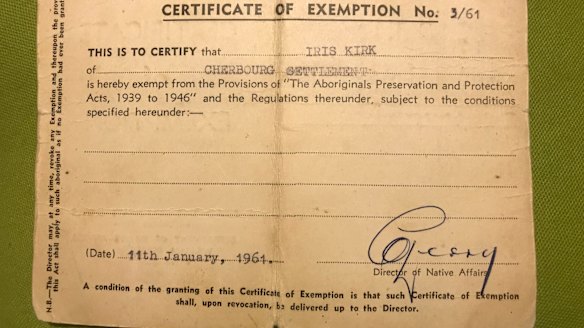 CERTIFICATE OF EXEMPTION No. 3/61
THIS IS TO CERTIFY that IRIS KIRK
of CHERBOURG SETTLEMENT
is hereby exempt from the Provisions of "The Aboriginals Preservation and Protection
Acts, 1939 to 1946" and the Regulations thereunder, subject to the conditions
specified hereunder:—
(Date) 11th January, 1961.
Director of Native Affairs
A condition of the granting of this Certificate of Exemption is that such Certificate of Exemption
shall, upon revocation, be delivered up to the Director.
N.B.—The Director may, at any time, revoke any Exemption and thereupon the
this Act shall apply to such aboriginal as if no Exemption had ever been